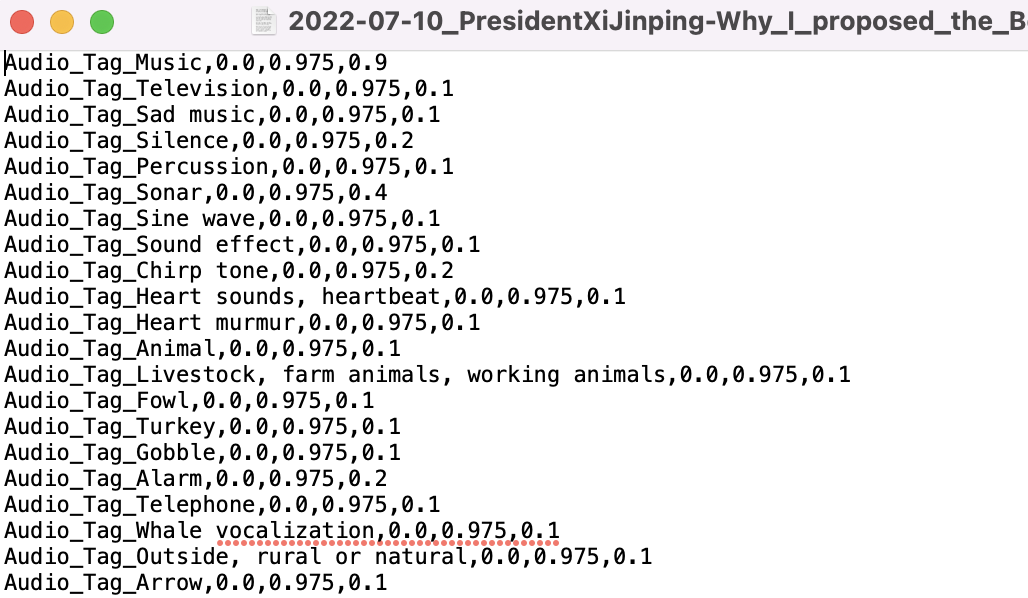 2022-07-10_PresidentXiJinping-Why_I_proposed_the_B
Audio_Tag_Music,0.0,0.975,0.9
Audio_Tag_Television,0.0,0.975,0.1
Audio_Tag_Sad music,0.0,0.975,0.1
Audio_Tag_Silence,0.0,0.975,0.2
Audio_Tag_Percussion,0.0,0.975,0.1
Audio_Tag_Sonar,0.0,0.975,0.4
Audio_Tag_Sine wave,0.0,0.975,0.1
Audio_Tag_Sound effect,0.0,0.975,0.1
Audio_Tag_Chirp tone,0.0,0.975,0.2
Audio_Tag_Heart sounds, heartbeat,0.0,0.975,0.1
Audio_Tag_Heart murmur,0.0,0.975,0.1
Audio_Tag_Animal,0.0,0.975,0.1
Audio_Tag_Livestock, farm animals, working animals,0.0,0.975,0.1
Audio_Tag_Fowl,0.0,0.975,0.1
Audio_Tag_Turkey,0.0,0.975,0.1
Audio_Tag_Gobble,0.0,0.975,0.1
Audio_Tag_Alarm,0.0,0.975,0.2
Audio_Tag_Telephone,0.0,0.975,0.1
Audio_Tag_Whale vocalization,0.0,0.975,0.1
Audio_Tag_Outside, rural or natural,0.0,0.975,0.1
Audio_Tag_Arrow,0.0,0.975,0.1